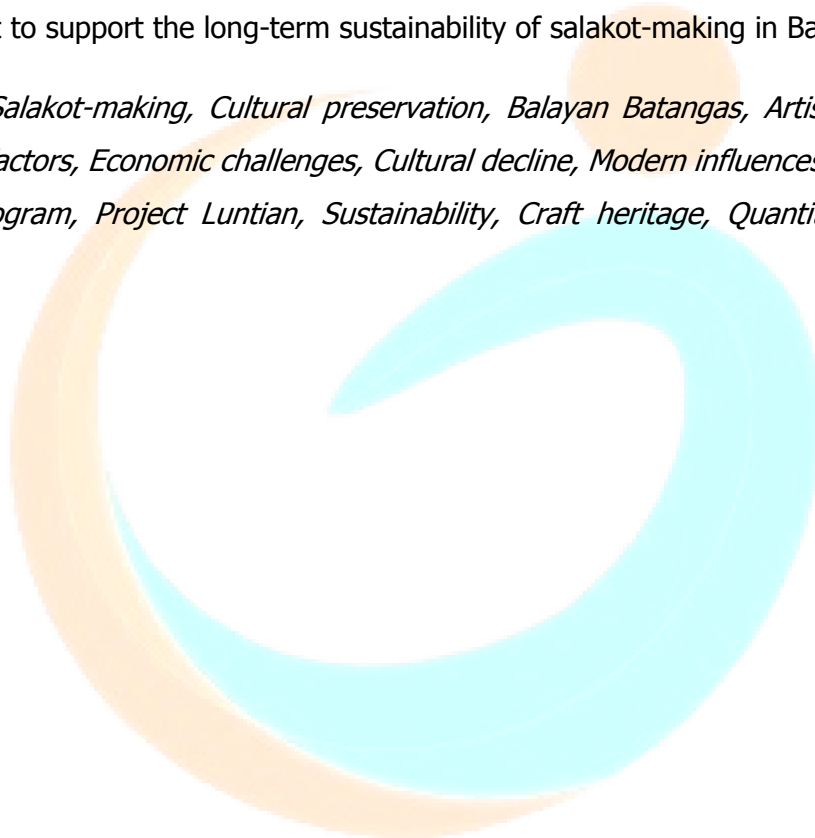 to support the long-term sustainability of salakot-making in Ba
Salakot-making, Cultural preservation, Balayan Batangas, Artis
actors, Economic challenges, Cultural decline, Modern influences
ogram, Project Luntian, Sustainability, Craft heritage, Quanti